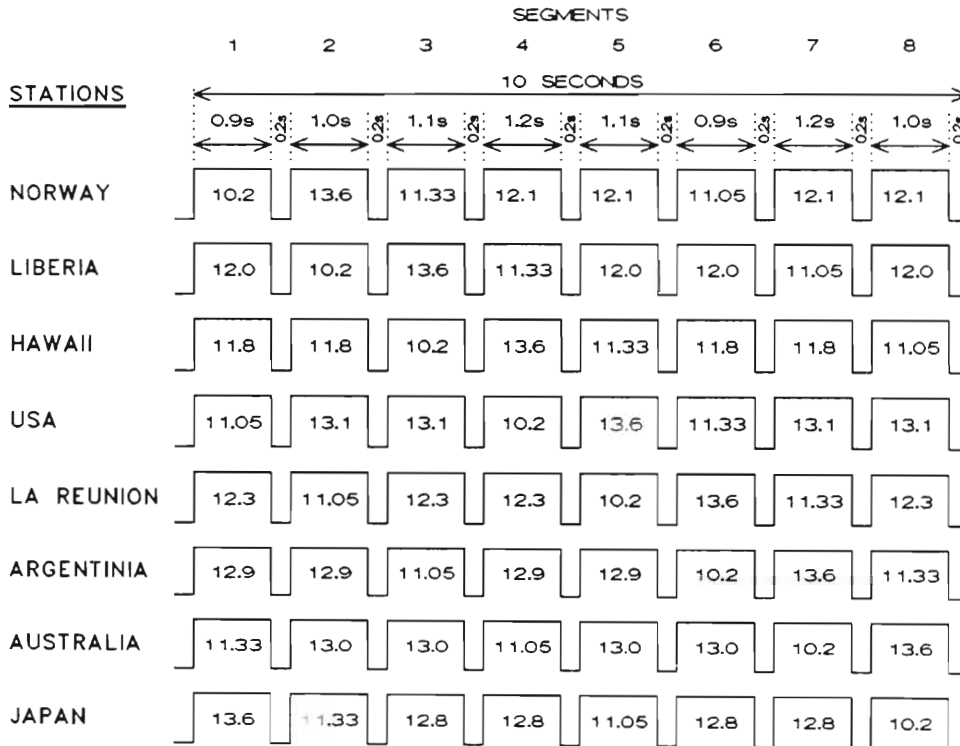 SEGMENTS
1 2 3 4 5 6 7 8
10 SECONDS
STATIONS
0.9s 0.2s 1.0s 0.2s 1.1s 0.2s 1.2s 0.2s 1.1s 0.2s 0.9s 0.2s 1.2s 0.2s 1.0s 0.2s
NORWAY 10.2 13.6 11.33 12.1 12.1 11.05 12.1 12.1
LIBERIA 12.0 10.2 13.6 11.33 12.0 12.0 11.05 12.0
HAWAII 11.8 11.8 10.2 13.6 11.33 11.8 11.8 11.05
USA 11.05 13.1 13.1 10.2 13.6 11.33 13.1 13.1
LA REUNION 12.3 11.05 12.3 12.3 10.2 13.6 11.33 12.3
ARGENTINIA 12.9 12.9 11.05 12.9 12.9 10.2 13.6 11.33
AUSTRALIA 11.33 13.0 13.0 11.05 13.0 13.0 10.2 13.6
JAPAN 13.6 11.33 12.8 12.8 11.05 12.8 12.8 10.2